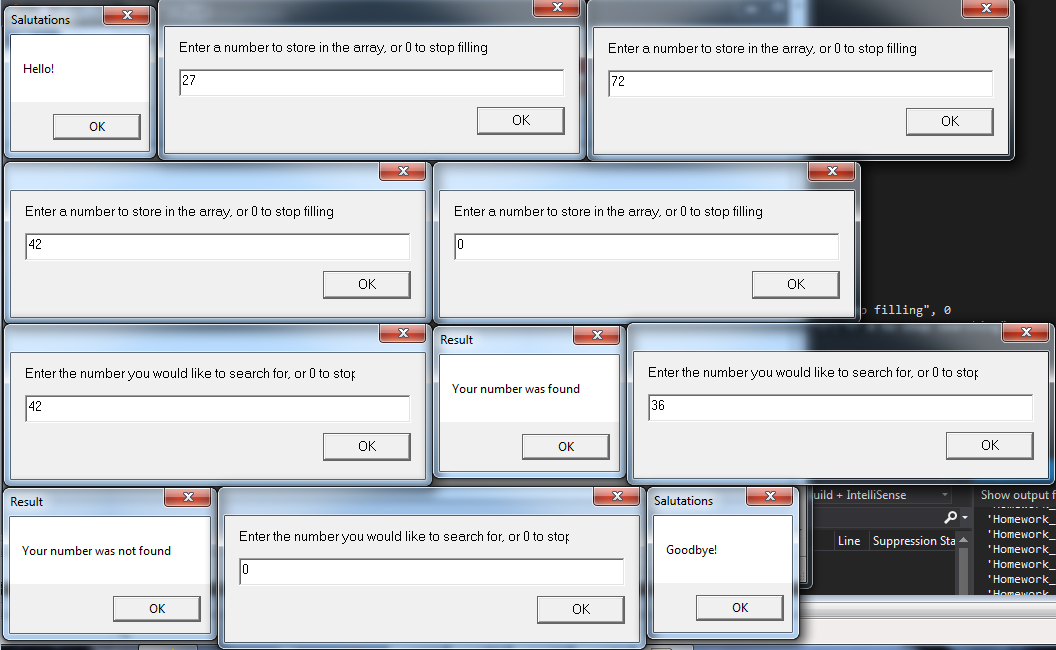 Salutations
Hello!
OK
Enter a number to store in the array, or 0 to stop filling
27
OK
Enter a number to store in the array, or 0 to stop filling
72
OK
Enter a number to store in the array, or 0 to stop filling
42
OK
Enter a number to store in the array, or 0 to stop filling
0
OK
filling", 0
Enter the number you would like to search for, or 0 to stop
42
OK
Result
Your number was found
OK
Enter the number you would like to search for, or 0 to stop
36
OK
Result
Your number was not found
OK
Enter the number you would like to search for, or 0 to stop
0
OK
Salutations
Goodbye!
OK
uild + IntelliSense
Line Suppression Sta
Show output f
'Homework_
'Homework_
'Homework_
'Homework_
'Homework_